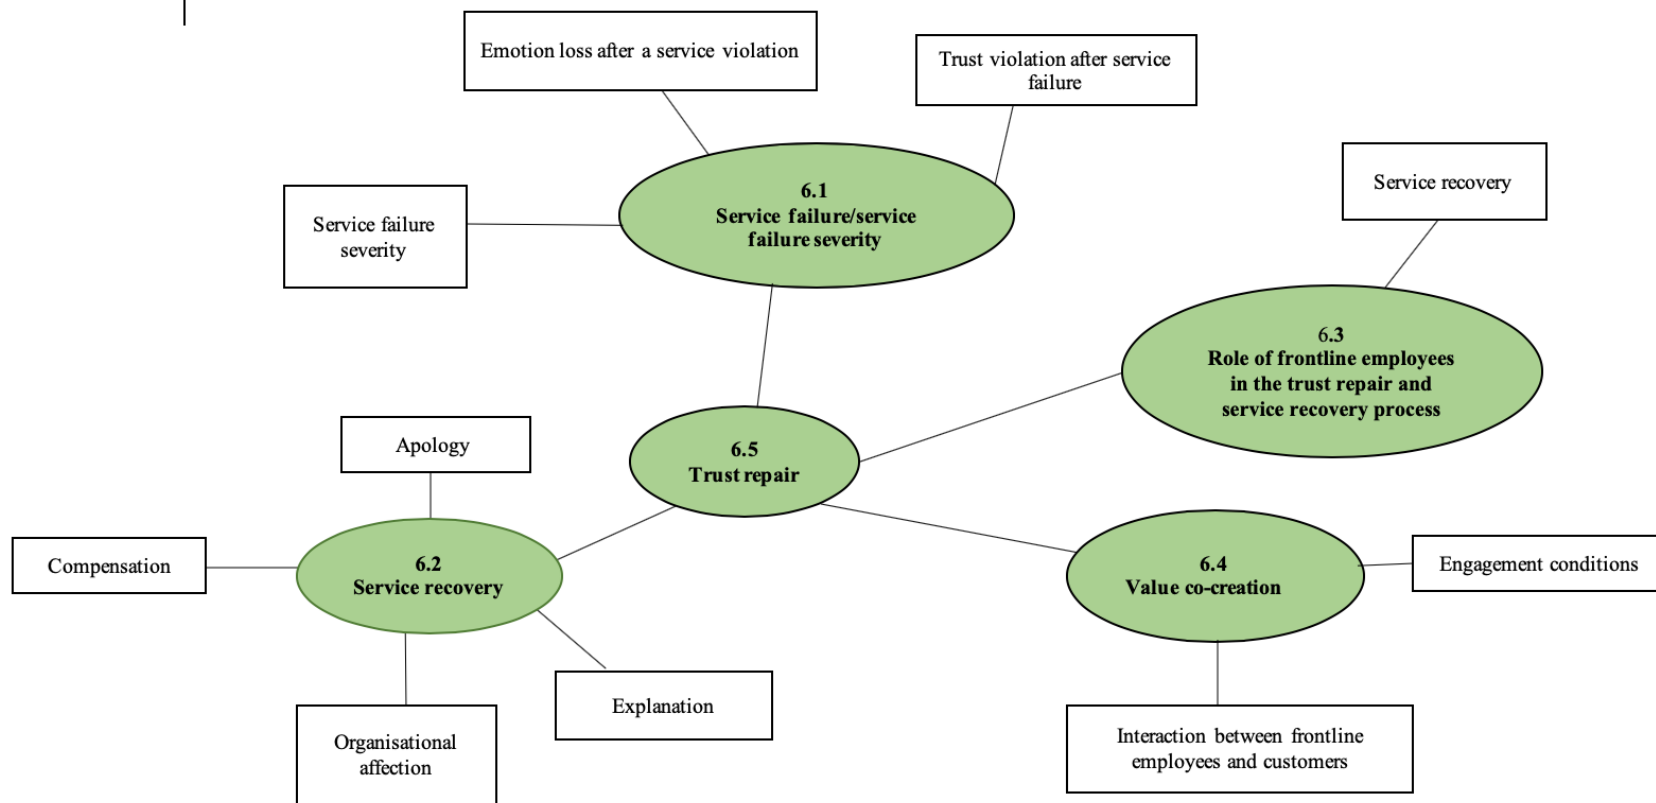 Emotion loss after a service violation
Trust violation after service
failure
6.1
Service failure/service
failure severity
Service failure
severity
Service recovery
6.3
Role of frontline employees
in the trust repair and
service recovery process
Apology
6.5
Trust repair
Compensation
6.2
Service recovery
6.4
Value co-creation
Engagement conditions
Explanation
Organisational
affection
Interaction between frontline
employees and customers